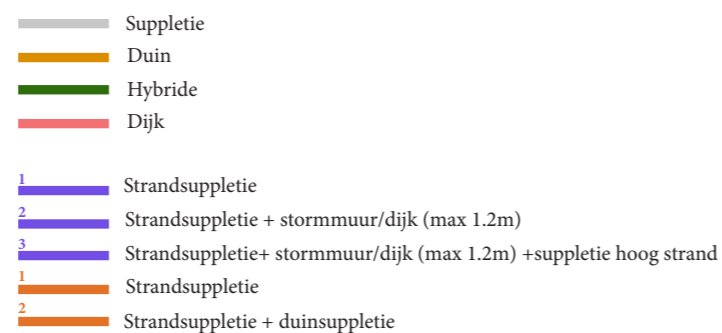 Suppletie
Duin
Hybride
Dijk
1 Strandsuppletie
2 Strandsuppletie + stormmuur/dijk (max 1.2m)
3 Strandsuppletie+ stormmuur/dijk (max 1.2m) +suppletie hoog strand
1 Strandsuppletie
2 Strandsuppletie + duinsuppletie